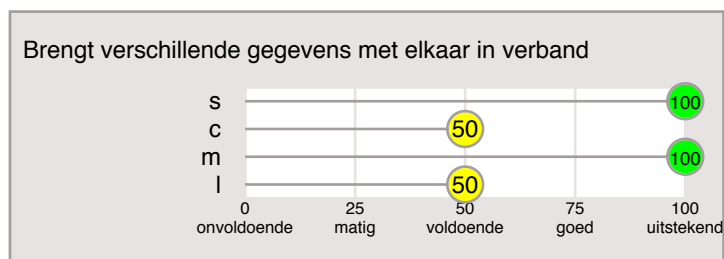 Brengt verschillende gegevens met elkaar in verband
s 100
c 50
m 100
l 50
0 25 50 75 100
onvoldoende matig voldoende goed uitstekend